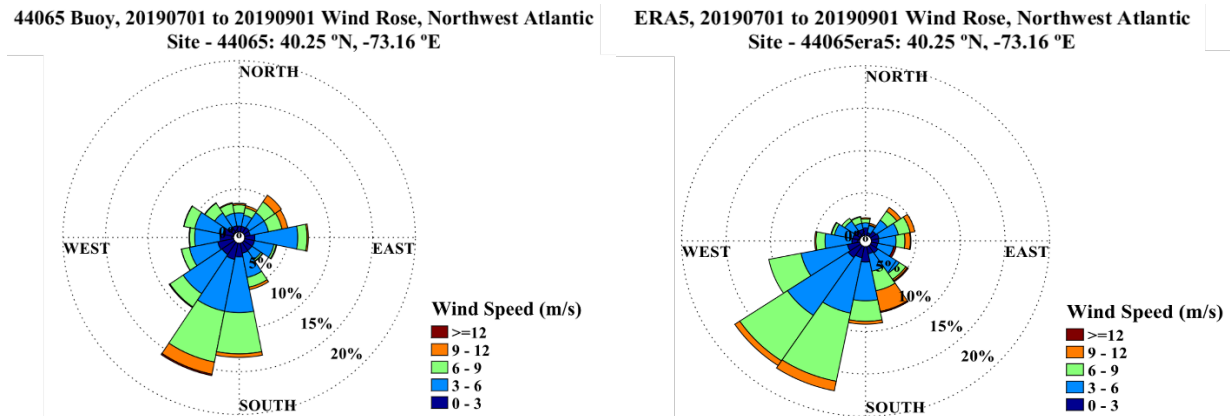 44065 Buoy, 20190701 to 20190901 Wind Rose, Northwest Atlantic
Site - 44065: 40.25 ºN, -73.16 ºE
NORTH
WEST
EAST
SOUTH
0%
5%
10%
15%
20%
Wind Speed (m/s)
>=12
9 - 12
6 - 9
3 - 6
0 - 3
ERA5, 20190701 to 20190901 Wind Rose, Northwest Atlantic
Site - 44065era5: 40.25 ºN, -73.16 ºE
NORTH
WEST
EAST
SOUTH
0%
5%
10%
15%
20%
Wind Speed (m/s)
>=12
9 - 12
6 - 9
3 - 6
0 - 3